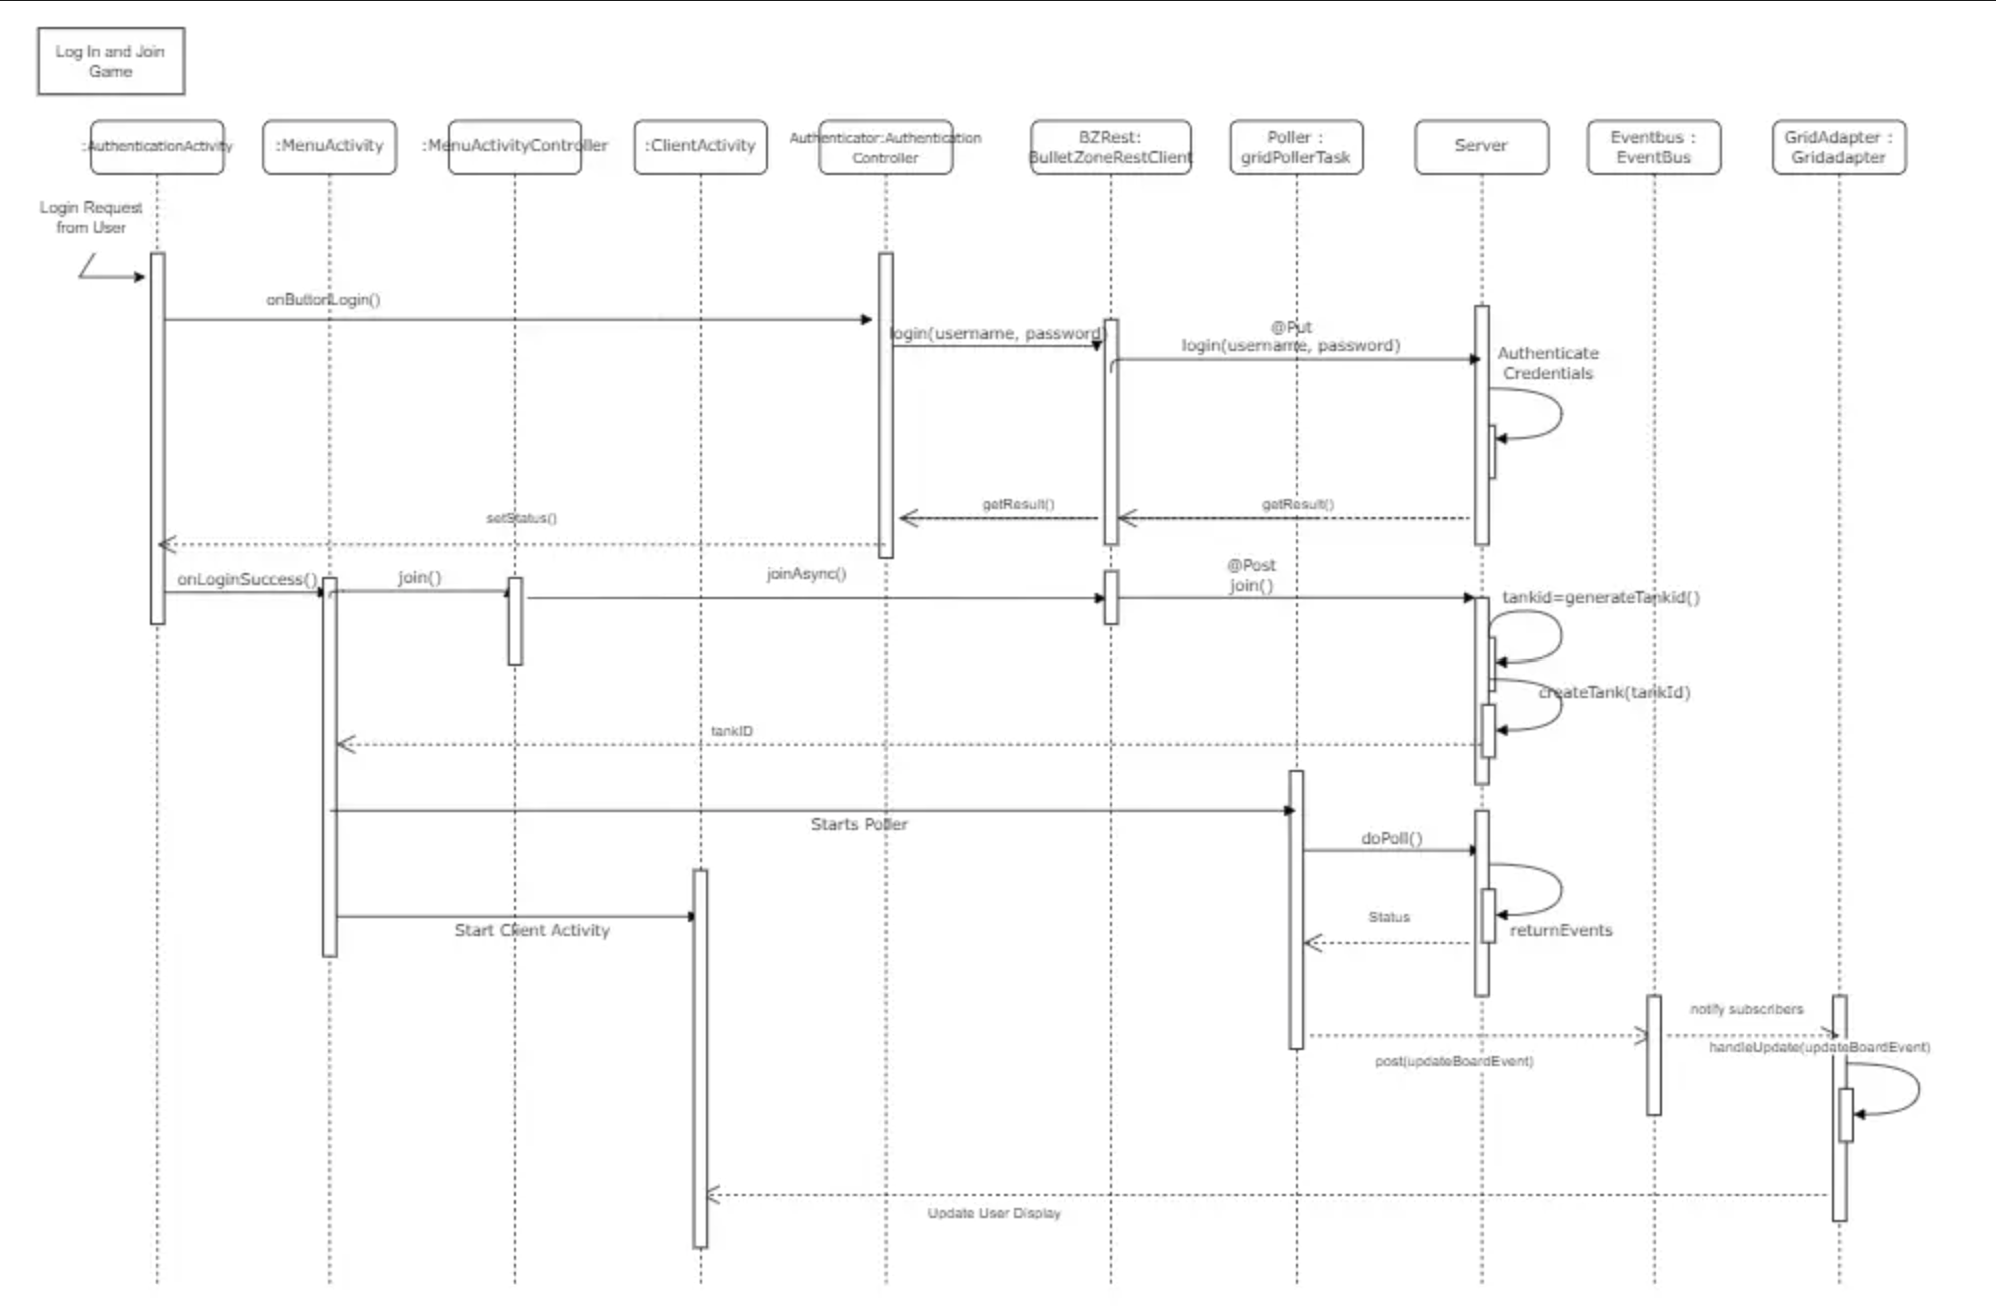 Log In and Join
Game
:AuthenticationActivity
:MenuActivity
:MenuActivityController
:ClientActivity
Authenticator:Authentication
Controller
BZRest:
BulletZoneRestClient
Poller :
gridPollerTask
Server
Eventbus :
EventBus
GridAdapter :
Gridadapter
Login Request
from User
onButtonLogin()
login(username, password)
@Put
login(username, password)
Authenticate
Credentials
getResult()
getResult()
setStatus()
onLoginSuccess()
join()
joinAsync()
@Post
join()
tankid=generateTankid()
createTank(tankId)
tankID
Starts Poller
doPoll()
Start Client Activity
Status
returnEvents
notify subscribers
handleUpdate(updateBoardEvent)
post(updateBoardEvent)
Update User Display